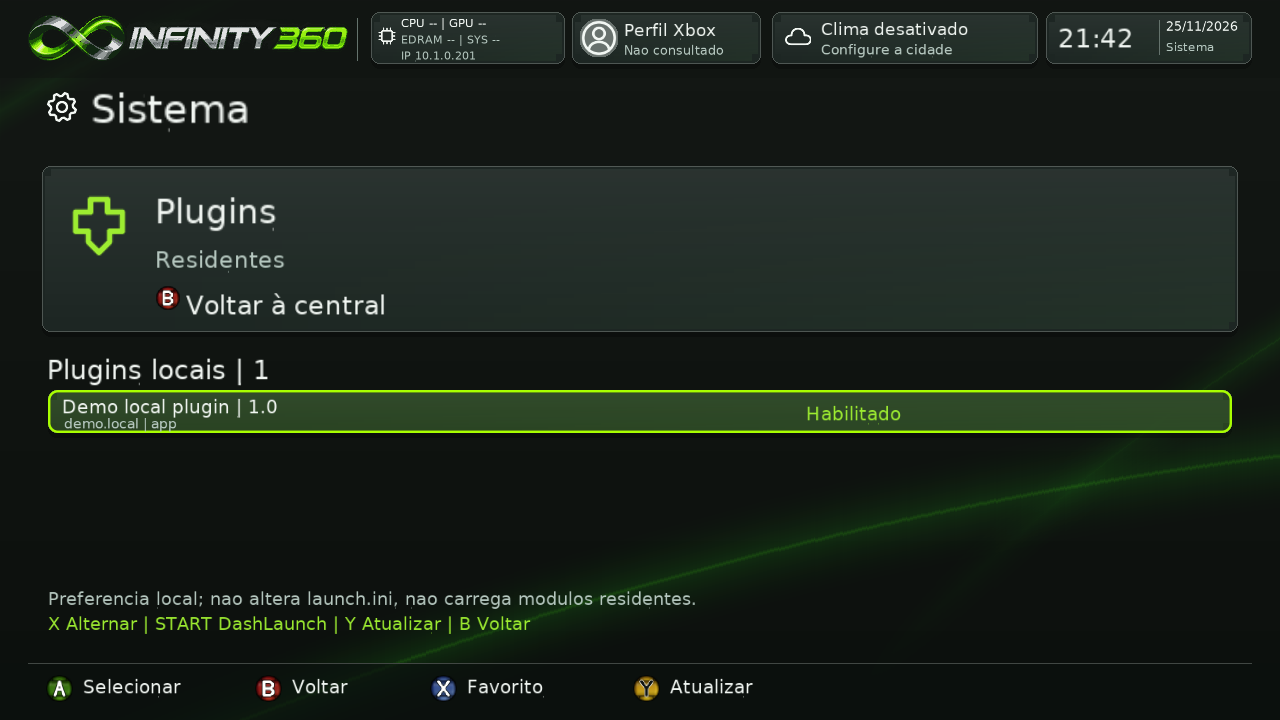 INFINITY 360
CPU -- | GPU --
EDRAM -- | SYS --
IP 10.1.0.201
Perfil Xbox
Nao consultado
Clima desativado
Configure a cidade
21:42
25/11/2026
Sistema
Sistema
Plugins
Residentes
B Voltar à central
Plugins locais | 1
Demo local plugin | 1.0
demo.local | app
Habilitado
Preferencia local; nao altera launch.ini, nao carrega modulos residentes.
X Alternar | START DashLaunch | Y Atualizar | B Voltar
A Selecionar
B Voltar
X Favorito
Y Atualizar